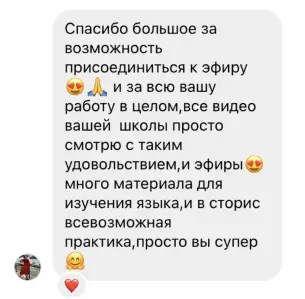 Спасибо большое за
возможность
присоединиться к эфиру
😍🙏 и за всю вашу
работу в целом,все видео
вашей  школы просто
смотрю с таким
удовольствием,и эфиры😍
много материала для
изучения языка,и в сторис
всевозможная
практика,просто вы супер
🤗